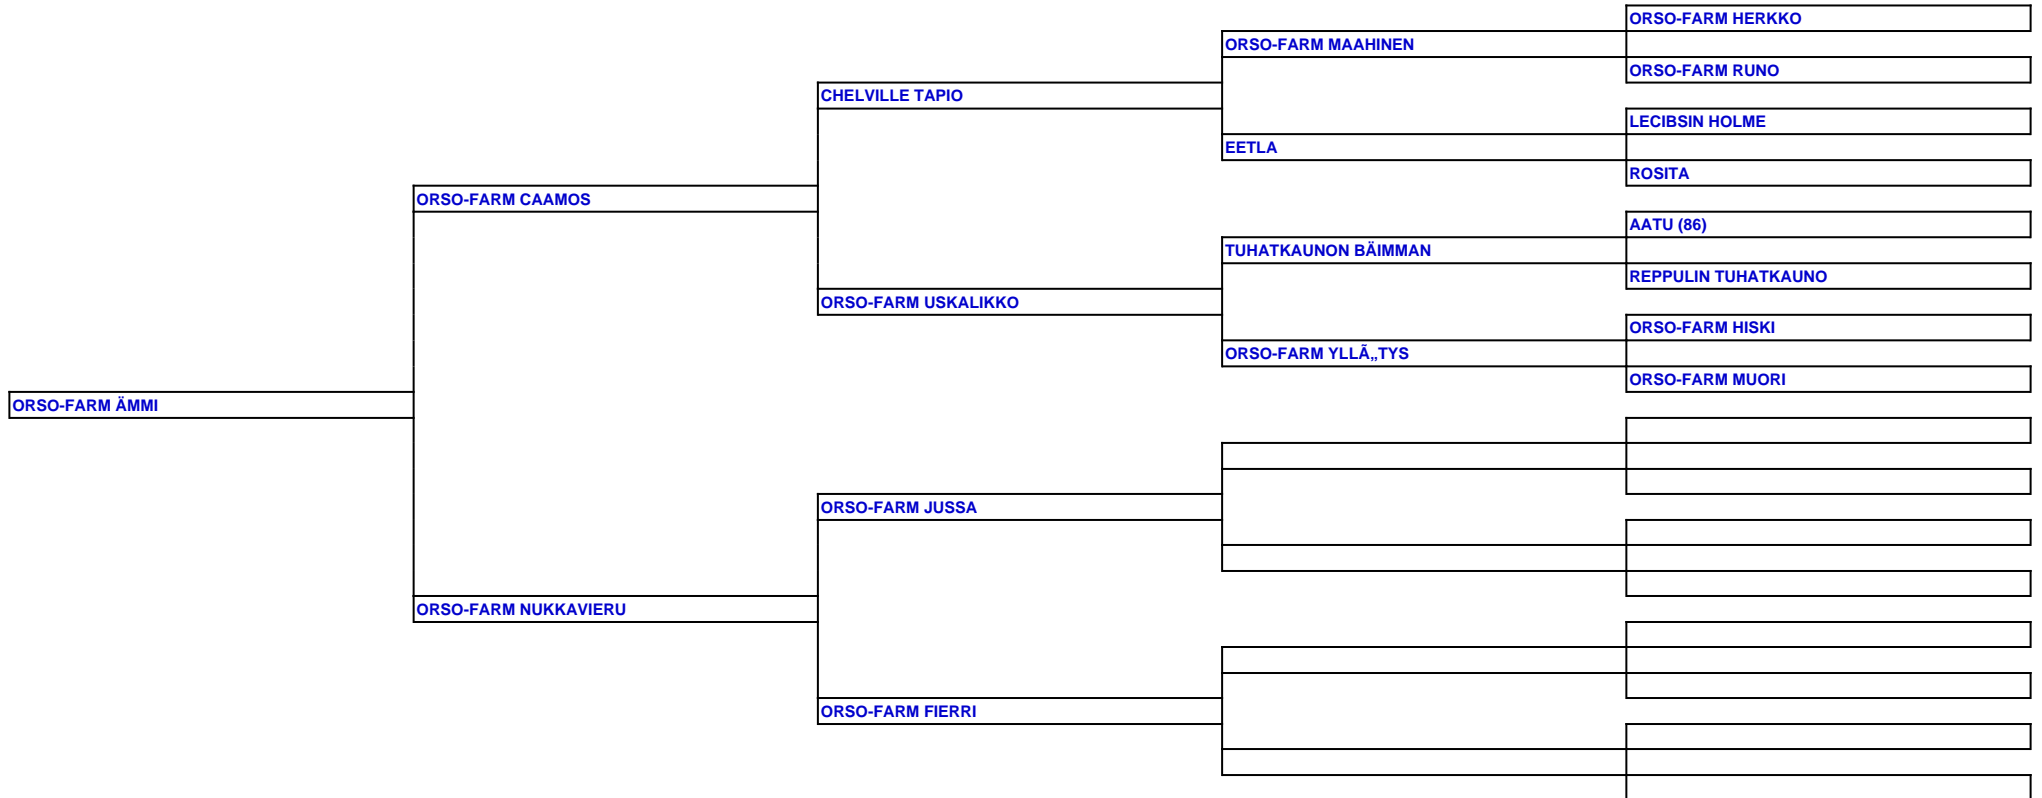 ORSO-FARM HERKKO
ORSO-FARM MAAHINEN
ORSO-FARM RUNO
CHELVILLE TAPIO
LECIBSIN HOLME
EETLA
ROSITA
ORSO-FARM CAAMOS
AATU (86)
TUHATKAUNON BÄIMMAN
REPPULIN TUHATKAUNO
ORSO-FARM USKALIKKO
ORSO-FARM HISKI
ORSO-FARM YLLÃ„TYS
ORSO-FARM MUORI
ORSO-FARM ÄMMI
ORSO-FARM JUSSA
ORSO-FARM NUKKAVIERU
ORSO-FARM FIERRI